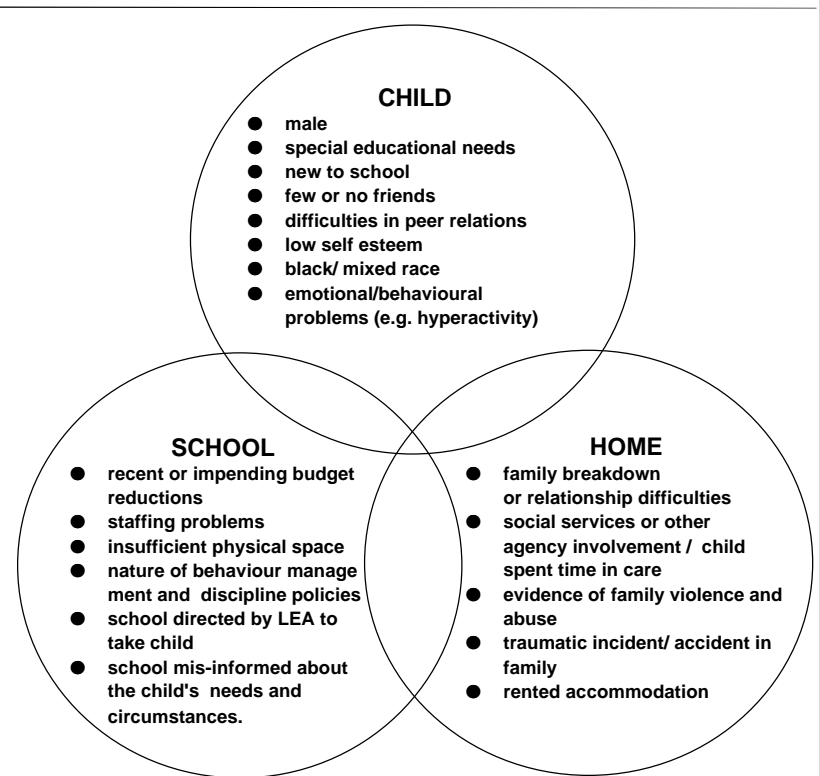 CHILD
● male
● special educational needs
● new to school
● few or no friends
● difficulties in peer relations
● low self esteem
● black/ mixed race
● emotional/behavioural
problems (e.g. hyperactivity)
SCHOOL
● recent or impending budget
reductions
● staffing problems
● insufficient physical space
● nature of behaviour manage
ment and discipline policies
● school directed by LEA to
take child
● school mis-informed about
the child's needs and
circumstances.
HOME
● family breakdown
or relationship difficulties
● social services or other
agency involvement / child
spent time in care
● evidence of family violence and
abuse
● traumatic incident/ accident in
family
● rented accommodation